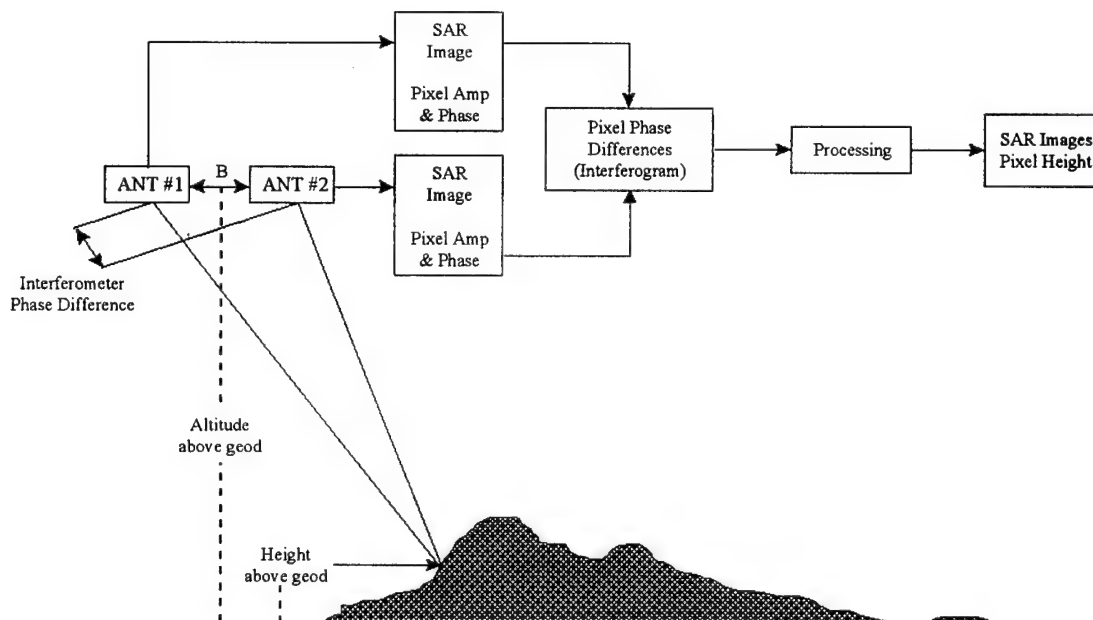 SAR
Image
Pixel Amp
& Phase
ANT #1
B
ANT #2
SAR
Image
Pixel Amp
& Phase
Pixel Phase
Differences
(Interferogram)
Processing
SAR Images
Pixel Height
Interferometer
Phase Difference
Altitude
above geod
Height
above geod